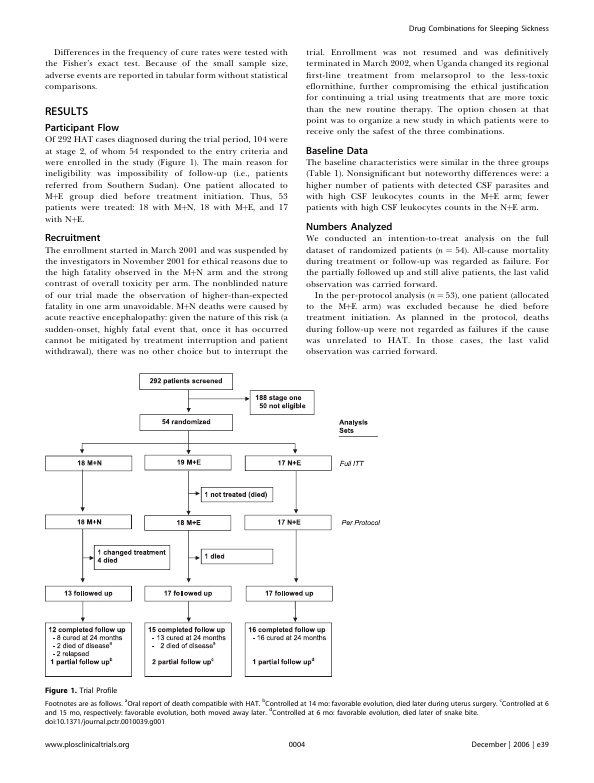 Drug Combinations for Sleeping Sickness
Differences in the frequency of cure rates were tested with
the Fisher's exact test. Because of the small sample size,
adverse events are reported in tabular form without statistical
comparisons.
RESULTS
Participant Flow
Of 292 HAT cases diagnosed during the trial period, 104 were
at stage 2, of whom 54 responded to the entry criteria and
were enrolled in the study (Figure 1). The main reason for
ineligibility was impossibility of follow-up (i.e., patients
referred from Southern Sudan). One patient allocated to
M+E group died before treatment initiation. Thus, 53
patients were treated: 18 with M+N, 18 with M+E, and 17
with N+E.
Recruitment
The enrollment started in March 2001 and was suspended by
the investigators in November 2001 for ethical reasons due to
the high fatality observed in the M+N arm and the strong
contrast of overall toxicity per arm. The nonblinded nature
of our trial made the observation of higher-than-expected
fatality in one arm unavoidable. M+N deaths were caused by
acute reactive encephalopathy: given the nature of this risk (a
sudden-onset, highly fatal event that, once it has occurred
cannot be mitigated by treatment interruption and patient
withdrawal), there was no other choice but to interrupt the
trial. Enrollment was not resumed and was definitively
terminated in March 2002, when Uganda changed its regional
first-line treatment from melarsoprol to the less-toxic
eflornithine, further compromising the ethical justification
for continuing a trial using treatments that are more toxic
than the new routine therapy. The option chosen at that
point was to organize a new study in which patients were to
receive only the safest of the three combinations.
Baseline Data
The baseline characteristics were similar in the three groups
(Table 1). Nonsignificant but noteworthy differences were: a
higher number of patients with detected CSF parasites and
with high CSF leukocytes counts in the M+E arm; fewer
patients with high CSF leukocytes counts in the N+E arm.
Numbers Analyzed
We conducted an intention-to-treat analysis on the full
dataset of randomized patients (n = 54). All-cause mortality
during treatment or follow-up was regarded as failure. For
the partially followed up and still alive patients, the last valid
observation was carried forward.
In the per-protocol analysis (n = 53), one patient (allocated
to the M+E arm) was excluded because he died before
treatment initiation. As planned in the protocol, deaths
during follow-up were not regarded as failures if the cause
was unrelated to HAT. In those cases, the last valid
observation was carried forward.
292 patients screened
188 stage one
50 not eligible
54 randomized
Analysis
Sets
18 M+N
19 M+E
17 N+E
Full ITT
1 not treated (died)
18 M+N
18 M+E
17 N+E
Per Protocol
1 changed treatment
4 died
1 died
13 followed up
17 followed up
17 followed up
12 completed follow up
- 8 cured at 24 months
- 2 died of diseaseª
- 2 relapsed
1 partial follow upᵇ
15 completed follow up
- 13 cured at 24 months
- 2 died of diseaseª
2 partial follow upᶜ
16 completed follow up
- 16 cured at 24 months
1 partial follow upᵈ
Figure 1. Trial Profile
Footnotes are as follows. ªOral report of death compatible with HAT. ᵇControlled at 14 mo: favorable evolution, died later during uterus surgery. ᶜControlled at 6
and 15 mo, respectively: favorable evolution, both moved away later. ᵈControlled at 6 mo: favorable evolution, died later of snake bite.
doi:10.1371/journal.pctr.0010039.g001
www.plosclinicaltrials.org
0004
December | 2006 | e39